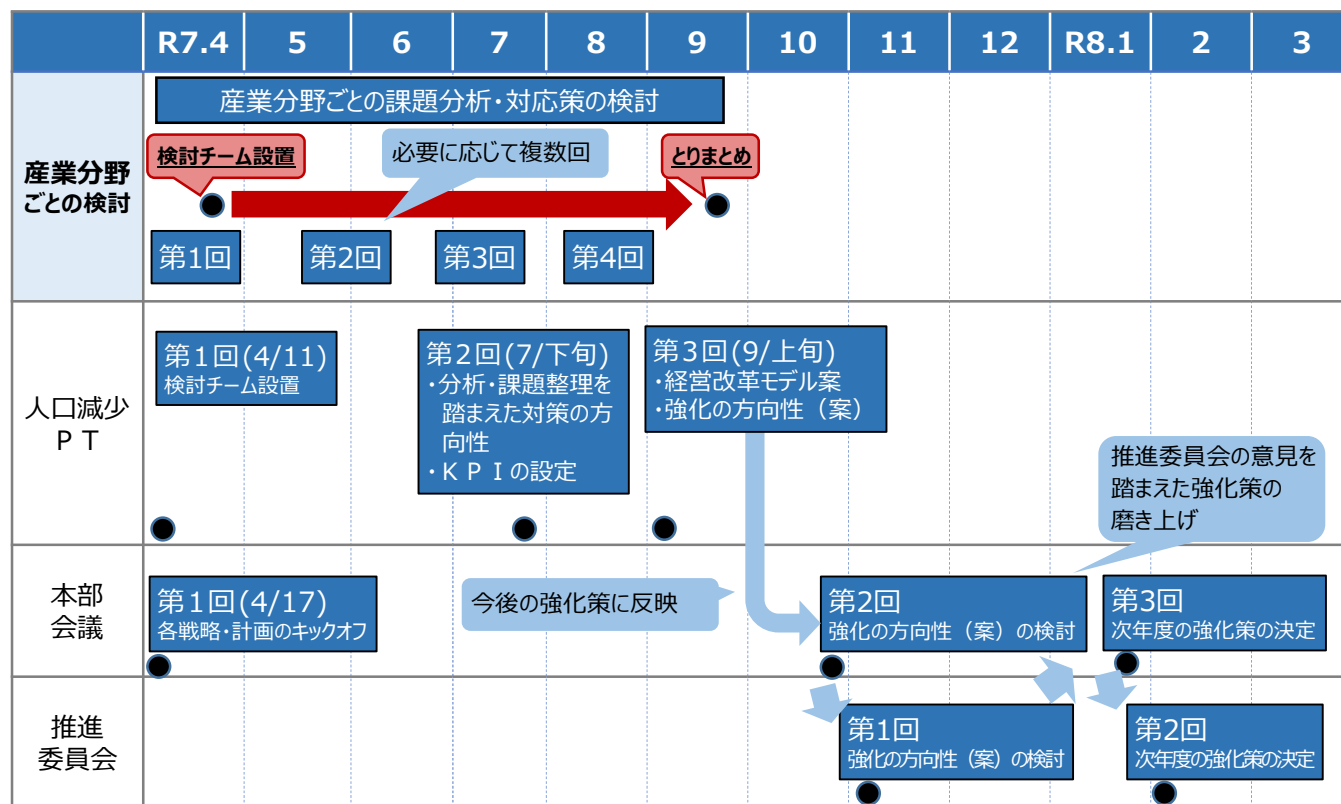 R7.4 5 6 7 8 9 10 11 12 R8.1 2 3
産業分野
ごとの検討
産業分野ごとの課題分析・対応策の検討
検討チーム設置
必要に応じて複数回
とりまとめ
第1回
第2回
第3回
第4回
人口減少
ＰＴ
第１回(4/11)
検討チーム設置
第２回(7/下旬)
・分析・課題整理を
踏まえた対策の方
向性
・ＫＰＩの設定
第３回(9/上旬)
・経営改革モデル案
・強化の方向性（案）
推進委員会の意見を
踏まえた強化策の
磨き上げ
本部
会議
第１回(4/17)
各戦略・計画のキックオフ
今後の強化策に反映
第２回
強化の方向性（案）の検討
第３回
次年度の強化策の決定
推進
委員会
第１回
強化の方向性（案）の検討
第２回
次年度の強化策の決定